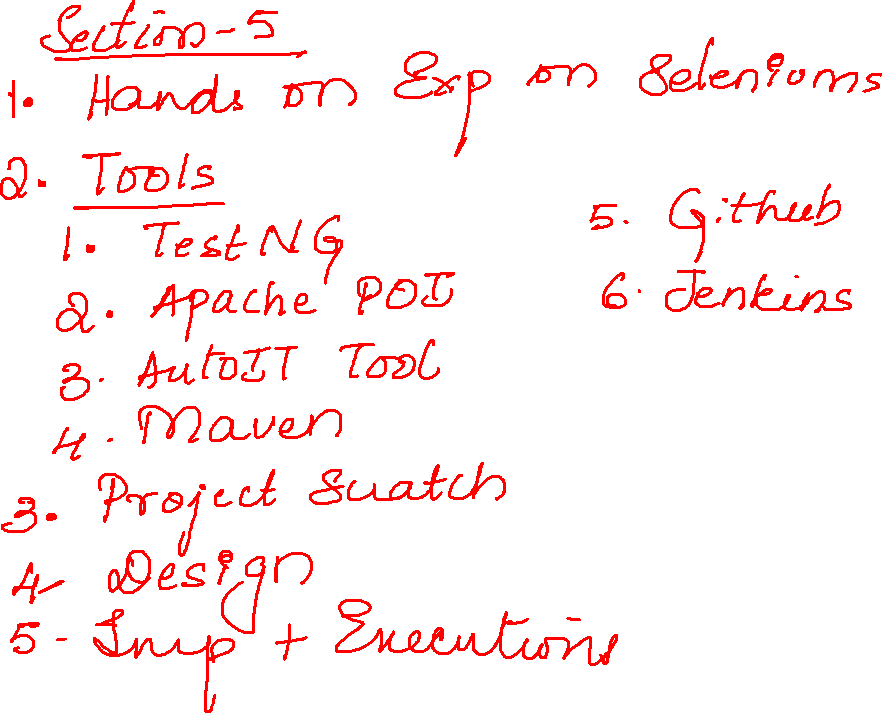 Section-5
1. Hands on Exp on Seleniums
2. Tools
1. TestNG
2. Apache POI
3. AutoIT Tool
4. Maven
5. Github
6. Jenkins
3. Project Scratch
4- Design
5- Imp + Executions